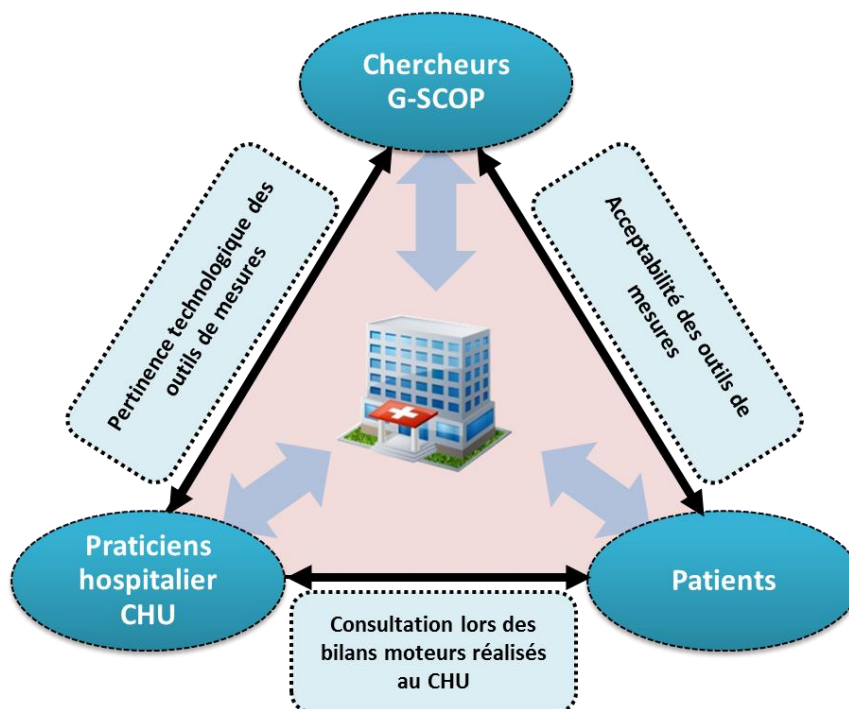 Chercheurs
G-SCOP
Pertinence technologique des
outils de mesures
Acceptabilité des outils de
mesures
Praticiens
hospitalier
CHU
Patients
Consultation lors des
bilans moteurs réalisés
au CHU